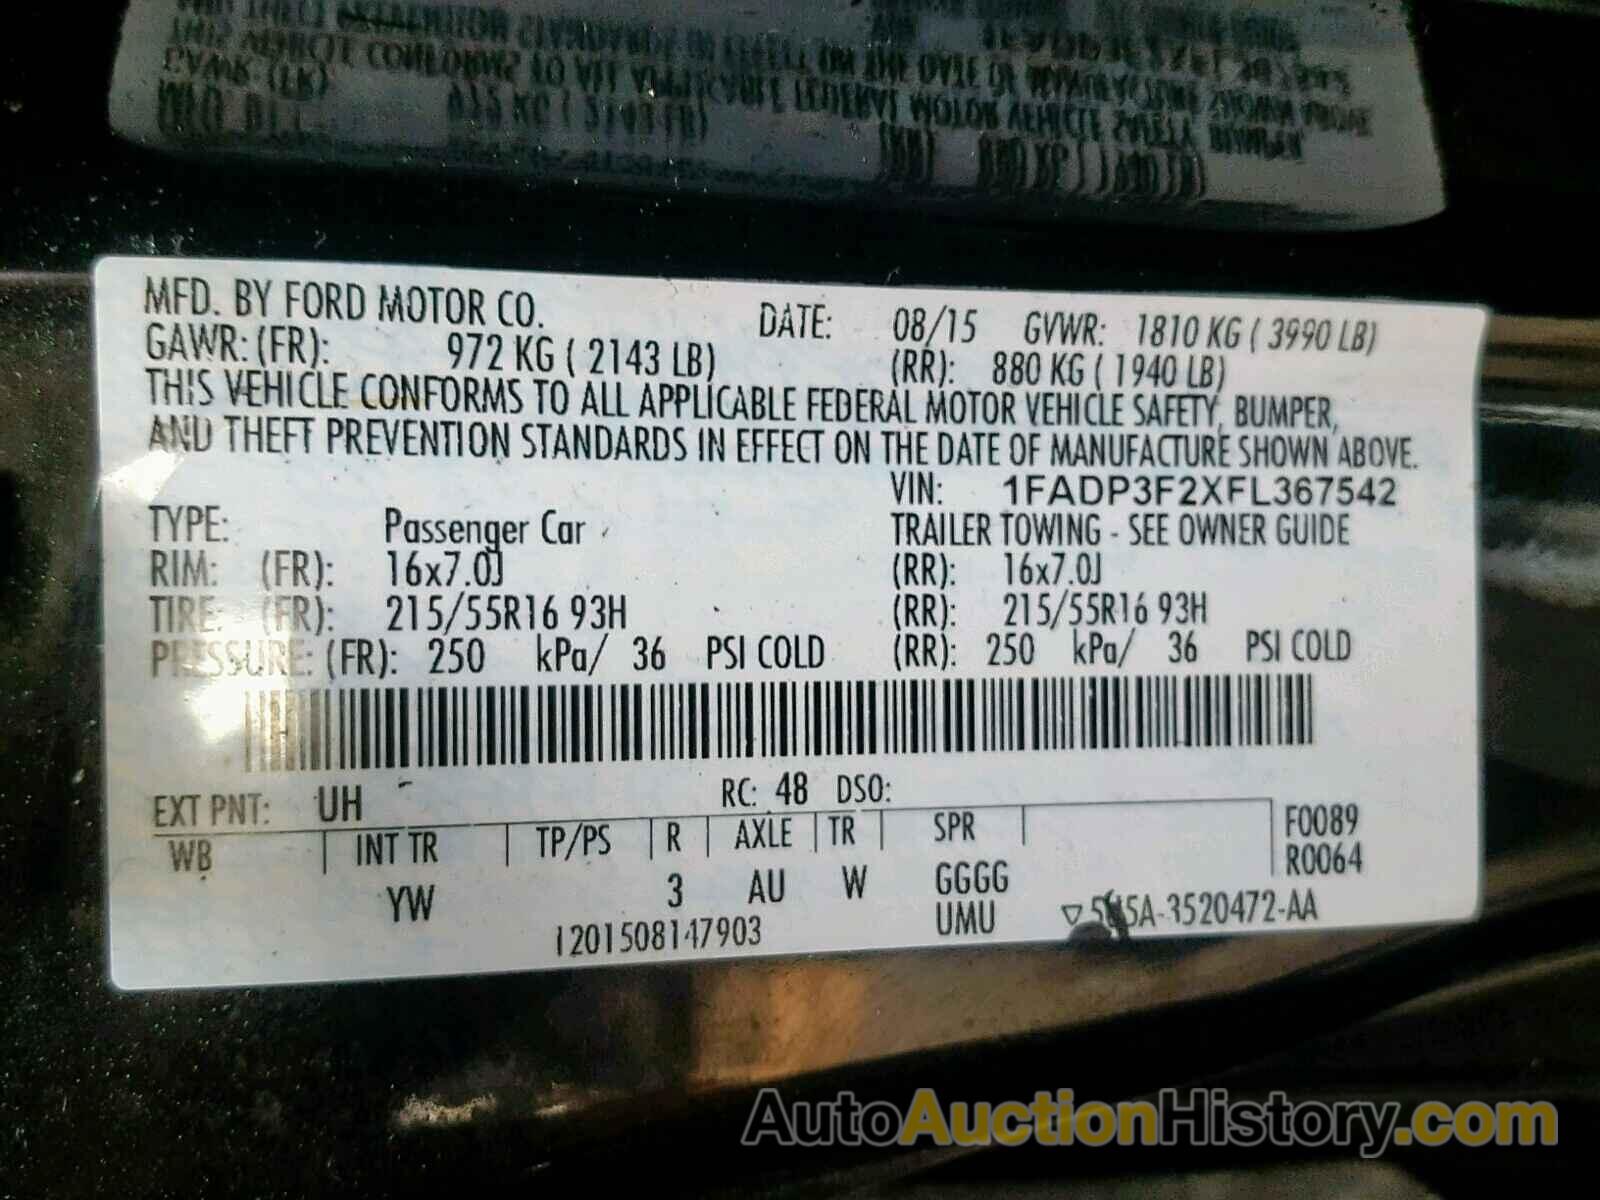 MFD. BY FORD MOTOR CO. DATE: 08/15 GVWR: 1810 KG ( 3990 LB)
GAWR: (FR): 972 KG ( 2143 LB) (RR): 880 KG ( 1940 LB)
THIS VEHICLE CONFORMS TO ALL APPLICABLE FEDERAL MOTOR VEHICLE SAFETY, BUMPER,
AND THEFT PREVENTION STANDARDS IN EFFECT ON THE DATE OF MANUFACTURE SHOWN ABOVE.
VIN: 1FADP3F2XFL367542
TYPE: Passenger Car TRAILER TOWING - SEE OWNER GUIDE
RIM: (FR): 16x7.0J (RR): 16x7.0J
TIRE: (FR): 215/55R16 93H (RR): 215/55R16 93H
PRESSURE: (FR): 250 kPa/ 36 PSI COLD (RR): 250 kPa/ 36 PSI COLD
EXT PNT: UH RC: 48 DSO:
WB INT TR TP/PS R AXLE TR SPR F0089
R0064
YW 3 AU W GGGG
UMU
1201508147903
AutoAuctionHistory.com